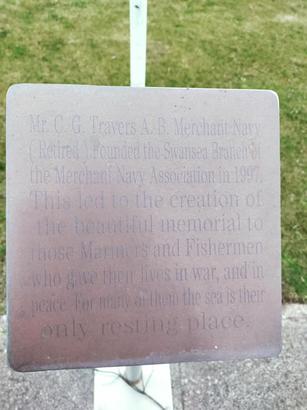 Mr. C. G. Travers A. B. Merchant Navy
( Retired ) Founded the Swansea Branch of
the Merchant Navy Association in 1997.
This led to the creation of
the beautiful memorial to
those Mariners and Fishermen
who gave their lives in war, and in
peace. For many of them the sea is their
only resting place.